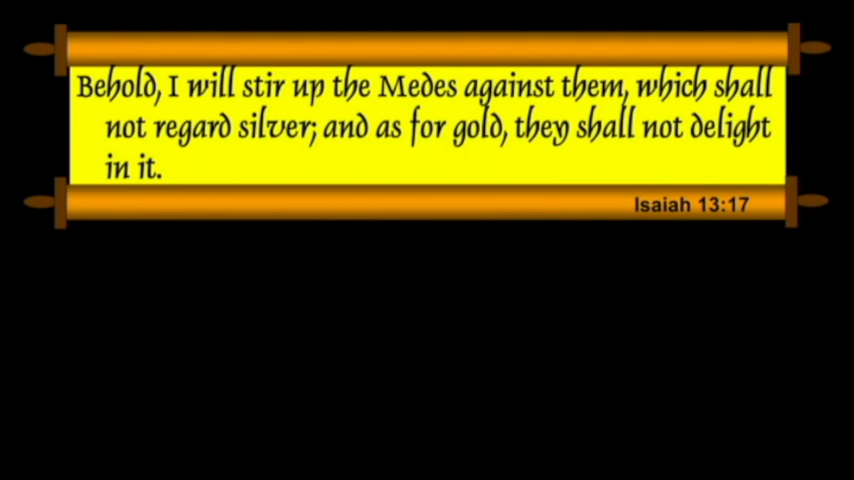 Behold, I will stir up the Medes against them, which shall
not regard silver; and as for gold, they shall not delight
in it.
Isaiah 13:17